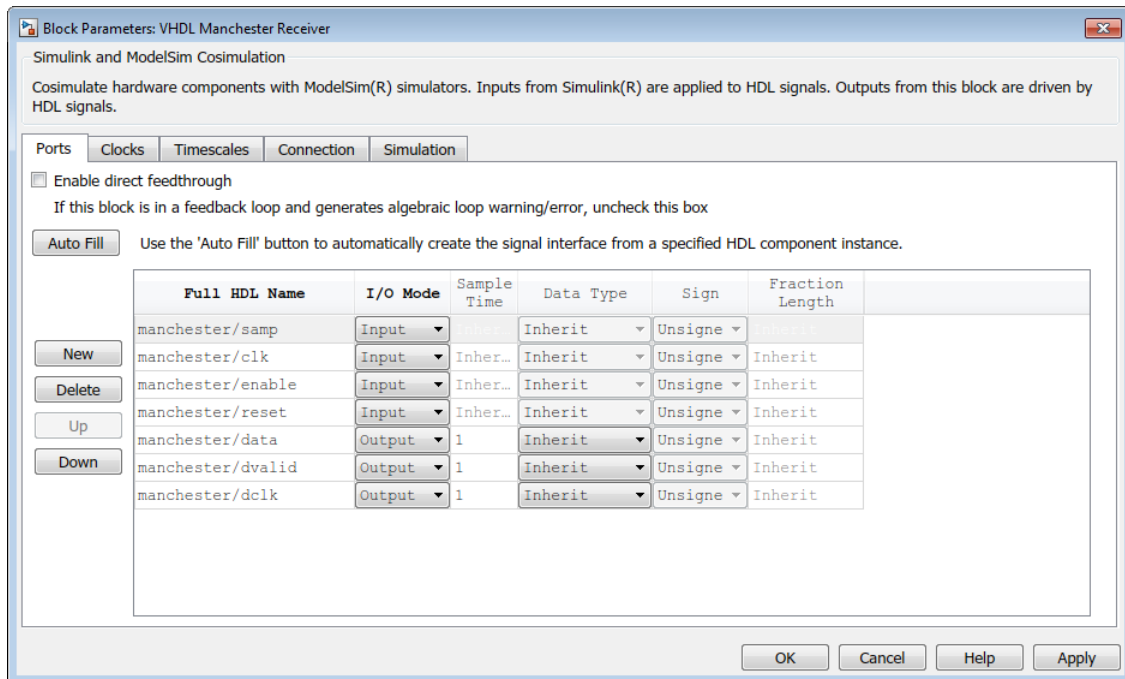 Block Parameters: VHDL Manchester Receiver
Simulink and ModelSim Cosimulation
Cosimulate hardware components with ModelSim(R) simulators. Inputs from Simulink(R) are applied to HDL signals. Outputs from this block are driven by
HDL signals.
Ports Clocks Timescales Connection Simulation
Enable direct feedthrough
If this block is in a feedback loop and generates algebraic loop warning/error, uncheck this box
Auto Fill Use the 'Auto Fill' button to automatically create the signal interface from a specified HDL component instance.
Full HDL Name I/O Mode Sample Time Data Type Sign Fraction Length
manchester/samp Input Inher... Inherit Unsigne Inherit
New manchester/clk Input Inher... Inherit Unsigne Inherit
Delete manchester/enable Input Inher... Inherit Unsigne Inherit
manchester/reset Input Inher... Inherit Unsigne Inherit
Up
manchester/data Output 1 Inherit Unsigne Inherit
Down manchester/dvalid Output 1 Inherit Unsigne Inherit
manchester/dclk Output 1 Inherit Unsigne Inherit
OK Cancel Help Apply